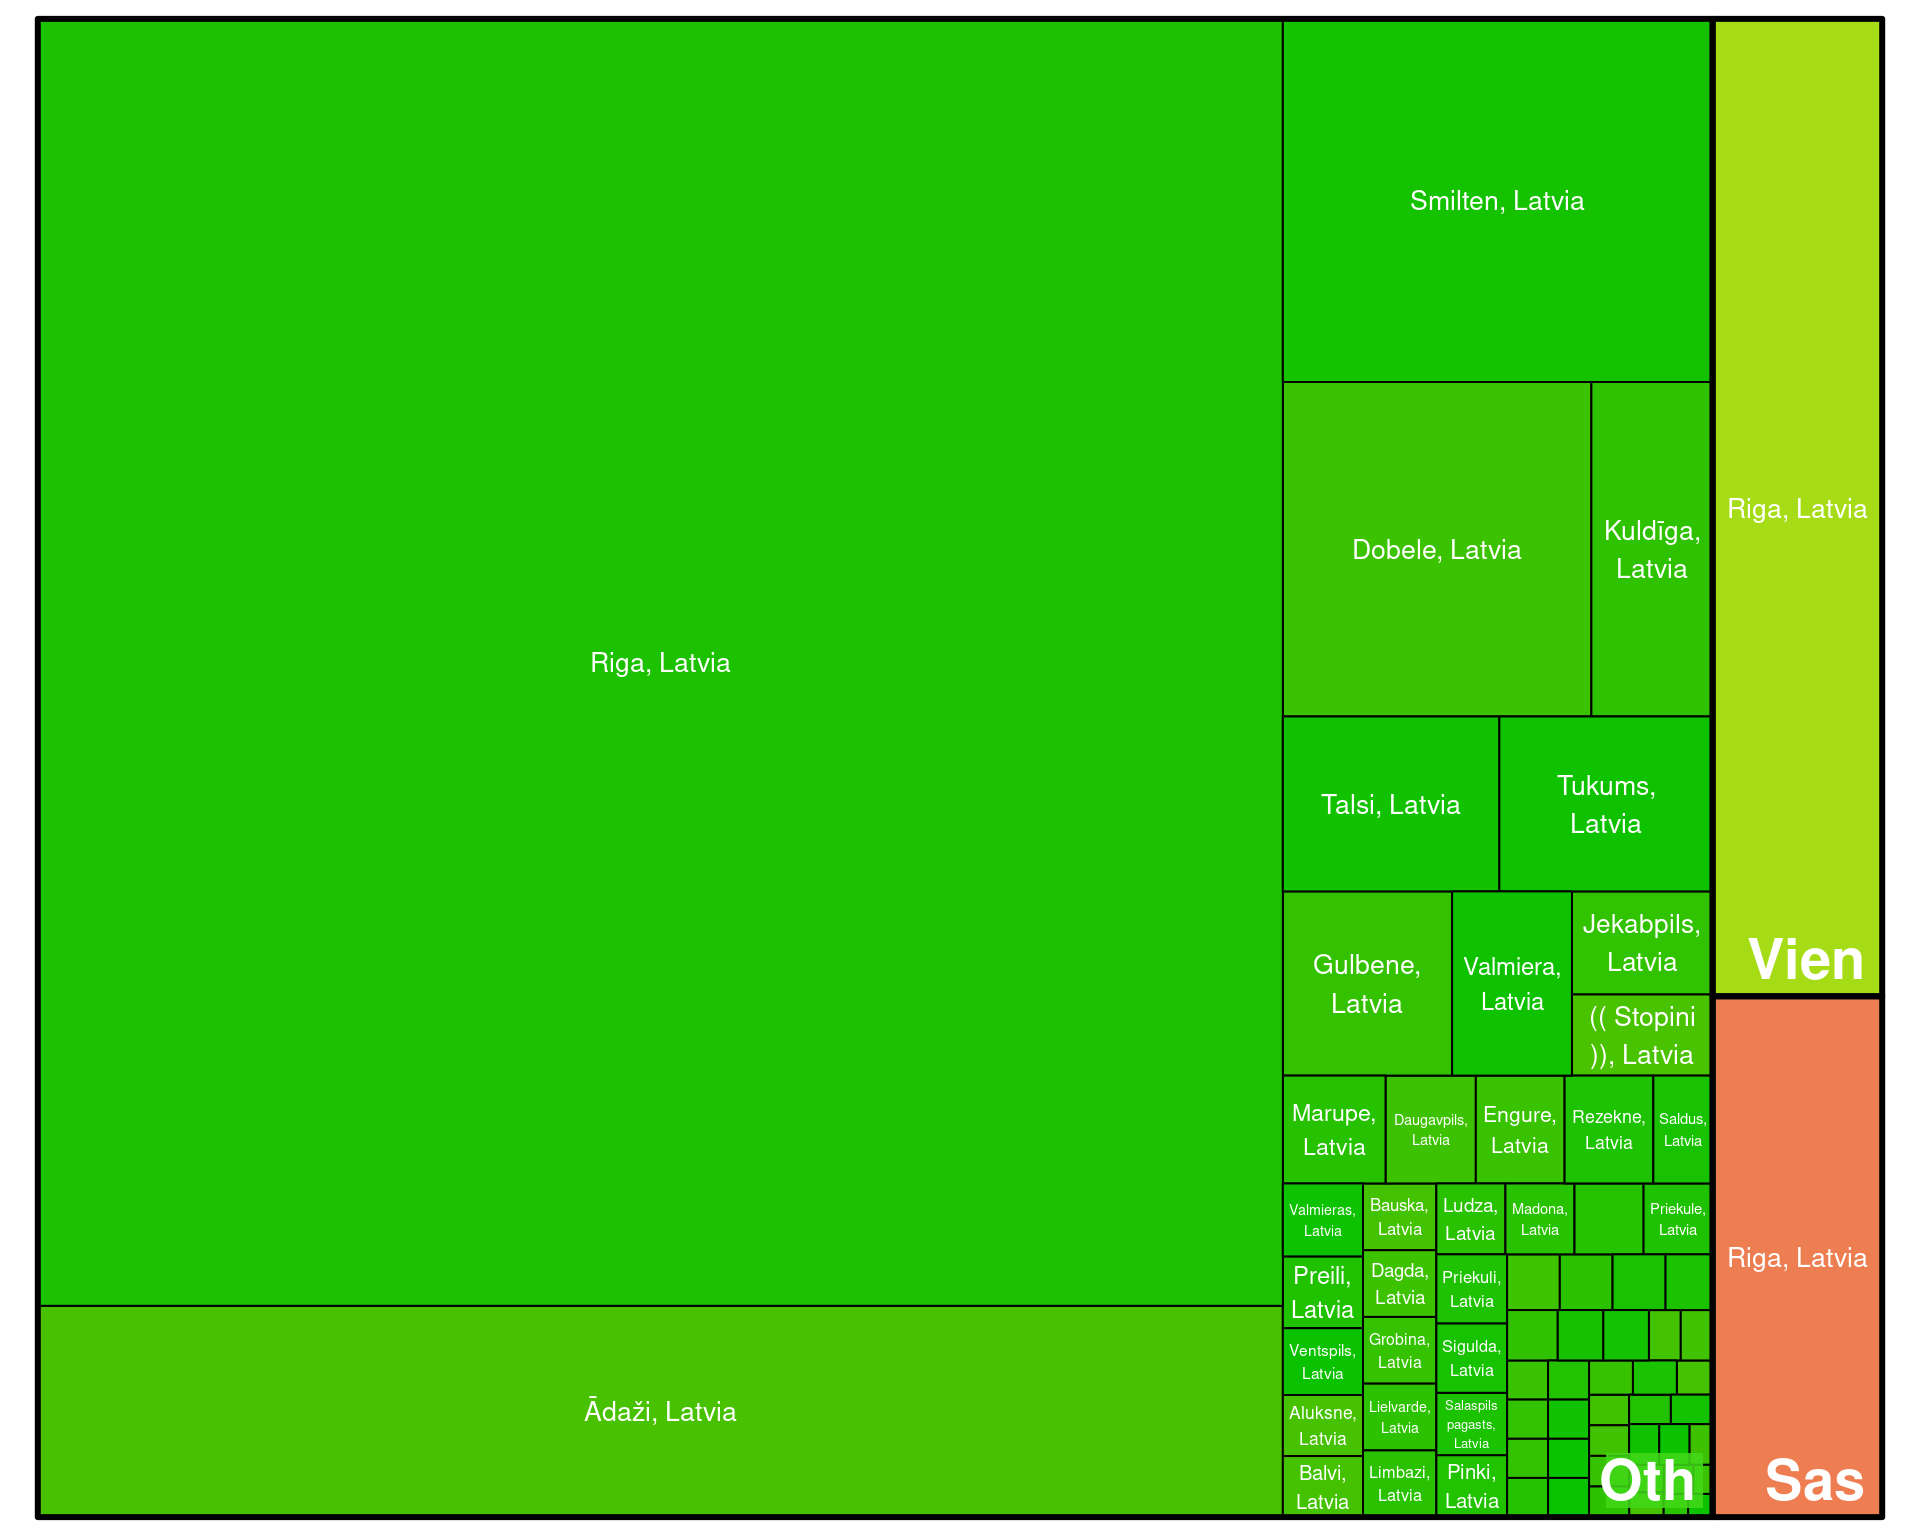 Riga, Latvia
Ādaži, Latvia
Smilten, Latvia
Dobele, Latvia
Kuldīga,
Latvia
Talsi, Latvia
Tukums,
Latvia
Gulbene,
Latvia
Valmiera,
Latvia
Jekabpils,
Latvia
(( Stopini
)), Latvia
Marupe,
Latvia
Daugavpils,
Latvia
Engure,
Latvia
Rezekne,
Latvia
Saldus,
Latvia
Valmieras,
Latvia
Preili,
Latvia
Ventspils,
Latvia
Aluksne,
Latvia
Balvi,
Latvia
Bauska,
Latvia
Dagda,
Latvia
Grobina,
Latvia
Lielvarde,
Latvia
Limbazi,
Latvia
Ludza,
Latvia
Madona,
Latvia
Priekule,
Latvia
Priekuli,
Latvia
Sigulda,
Latvia
Salaspils
pagasts,
Latvia
Pinki,
Latvia
Oth
Riga, Latvia
Vien
Riga, Latvia
Sas